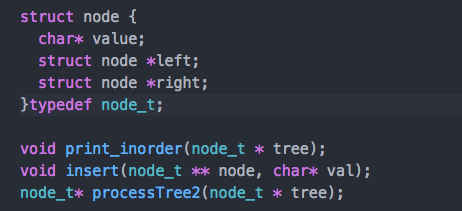 struct node {
  char* value;
  struct node *left;
  struct node *right;
}typedef node_t;

void print_inorder(node_t * tree);
void insert(node_t ** node, char* val);
node_t* processTree2(node_t * tree);